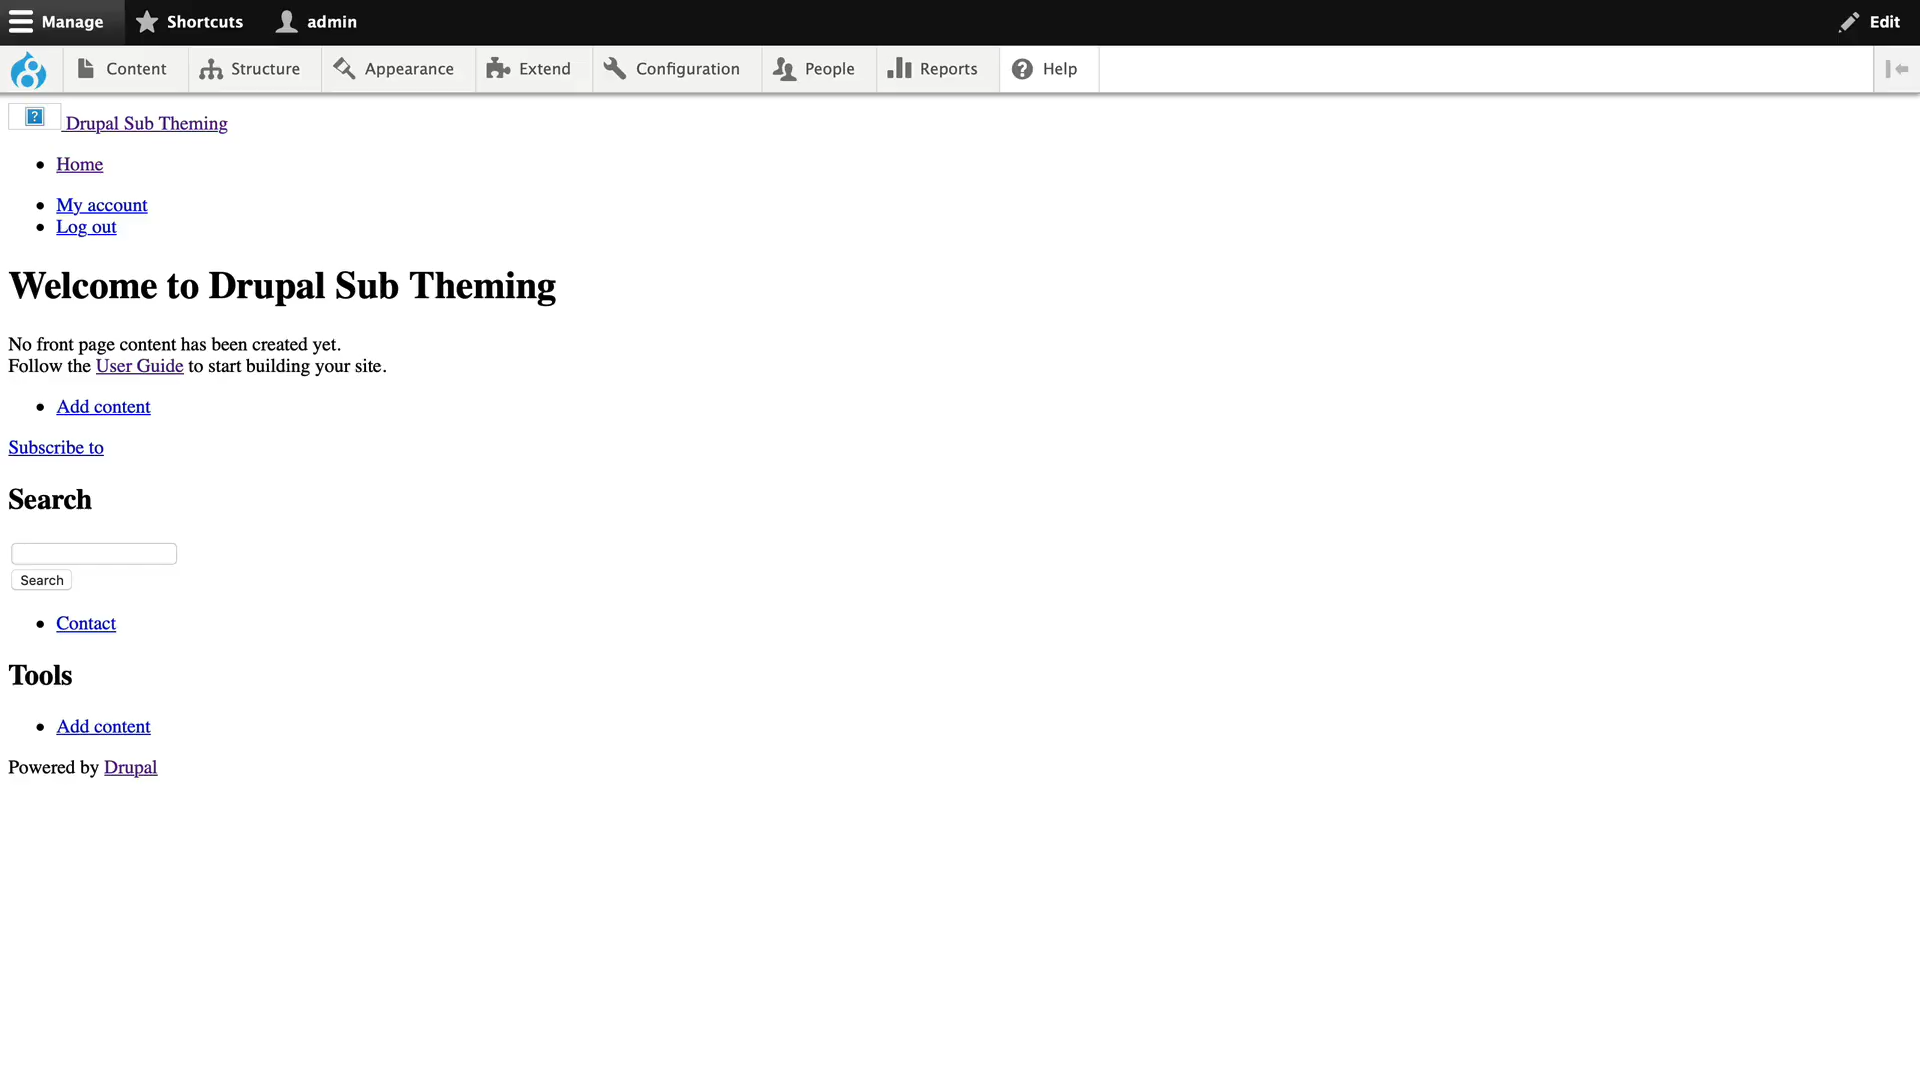 Manage Shortcuts admin Edit
Content Structure Appearance Extend Configuration People Reports Help
Drupal Sub Theming
Home
My account
Log out
Welcome to Drupal Sub Theming
No front page content has been created yet.
Follow the User Guide to start building your site.
Add content
Subscribe to
Search
Search
Contact
Tools
Add content
Powered by Drupal